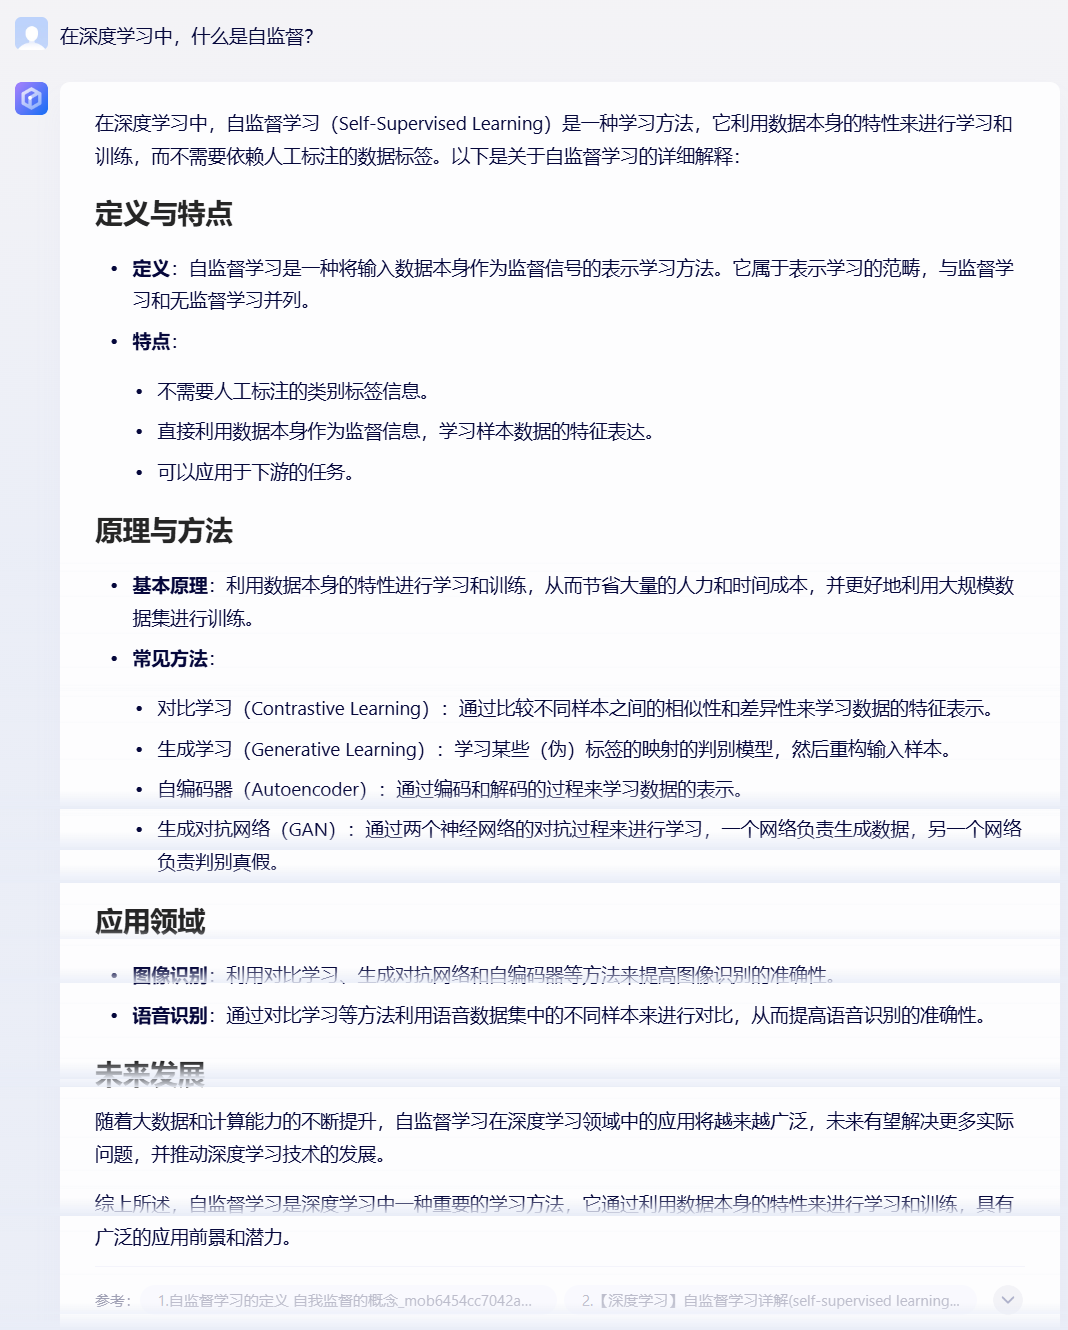 在深度学习中，什么是自监督？
在深度学习中，自监督学习（Self-Supervised Learning）是一种学习方法，它利用数据本身的特性来进行学习和
训练，而不需要依赖人工标注的数据标签。以下是关于自监督学习的详细解释：
定义与特点
• 定义：自监督学习是一种将输入数据本身作为监督信号的表示学习方法。它属于表示学习的范畴，与监督学
习和无监督学习并列。
• 特点：
• 不需要人工标注的类别标签信息。
• 直接利用数据本身作为监督信息，学习样本数据的特征表达。
• 可以应用于下游的任务。
原理与方法
• 基本原理：利用数据本身的特性进行学习和训练，从而节省大量的人力和时间成本，并更好地利用大规模数
据集进行训练。
• 常见方法：
• 对比学习（Contrastive Learning）：通过比较不同样本之间的相似性和差异性来学习数据的特征表示。
• 生成学习（Generative Learning）：学习某些（伪）标签的映射的判别模型，然后重构输入样本。
• 自编码器（Autoencoder）：通过编码和解码的过程来学习数据的表示。
• 生成对抗网络（GAN）：通过两个神经网络的对抗过程来进行学习，一个网络负责生成数据，另一个网络
负责判别真假。
应用领域
• 图像识别：利用对比学习、生成对抗网络和自编码器等方法来提高图像识别的准确性。
• 语音识别：通过对比学习等方法利用语音数据集中的不同样本来进行对比，从而提高语音识别的准确性。
未来发展
随着大数据和计算能力的不断提升，自监督学习在深度学习领域中的应用将越来越广泛，未来有望解决更多实际
问题，并推动深度学习技术的发展。
综上所述，自监督学习是深度学习中一种重要的学习方法，它通过利用数据本身的特性来进行学习和训练，具有
广泛的应用前景和潜力。
参考： 1.自监督学习的定义 自我监督的概念_mob6454cc7042a... 2.【深度学习】自监督学习详解(self-supervised learning...